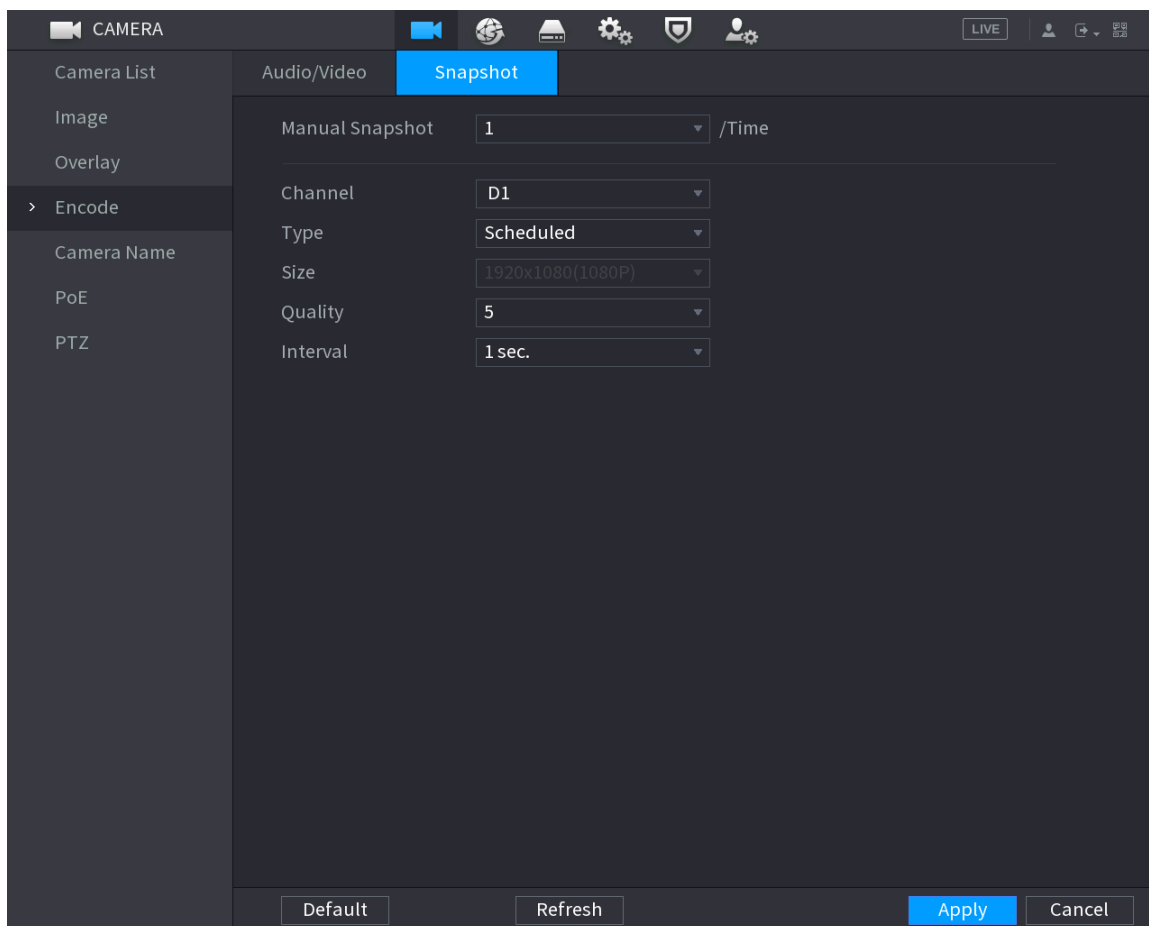 CAMERA
LIVE
Camera List
Image
Overlay
> Encode
Camera Name
PoE
PTZ
Audio/Video Snapshot
Manual Snapshot 1 /Time
Channel D1
Type Scheduled
Size 1920x1080(1080P)
Quality 5
Interval 1 sec.
Default Refresh Apply Cancel